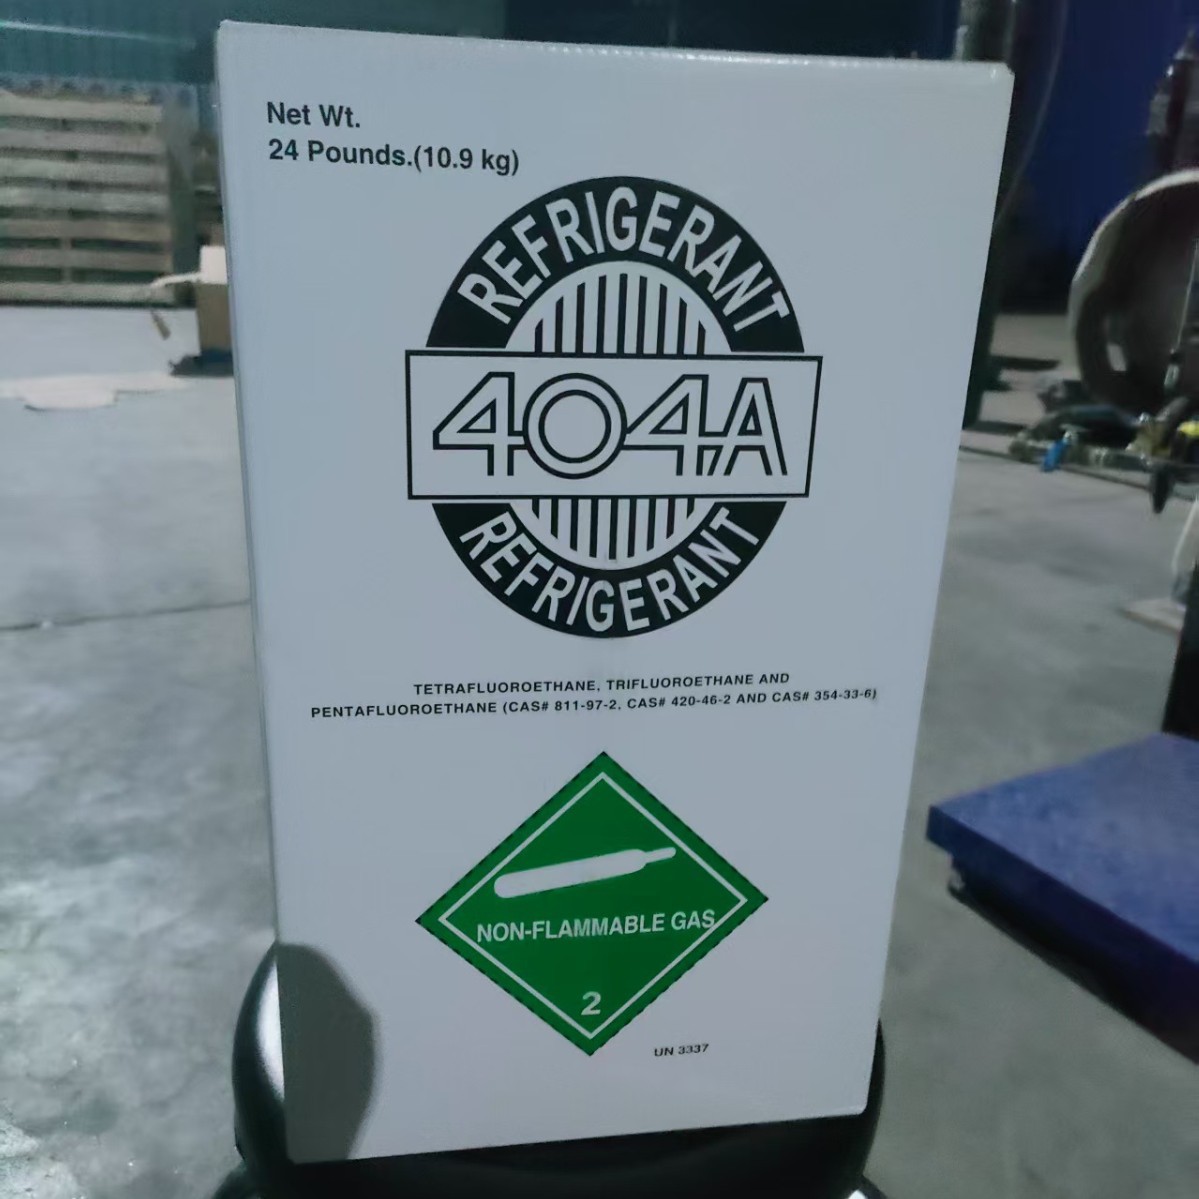 Net Wt.
24 Pounds.(10.9 kg)
REFRIGERANT
404A
REFRIGERANT
TETRAFLUOROETHANE, TRIFLUOROETHANE AND
PENTAFLUOROETHANE (CAS# 811-97-2, CAS# 420-46-2 AND CAS# 354-33-6)
NON-FLAMMABLE GAS
2
UN 3337